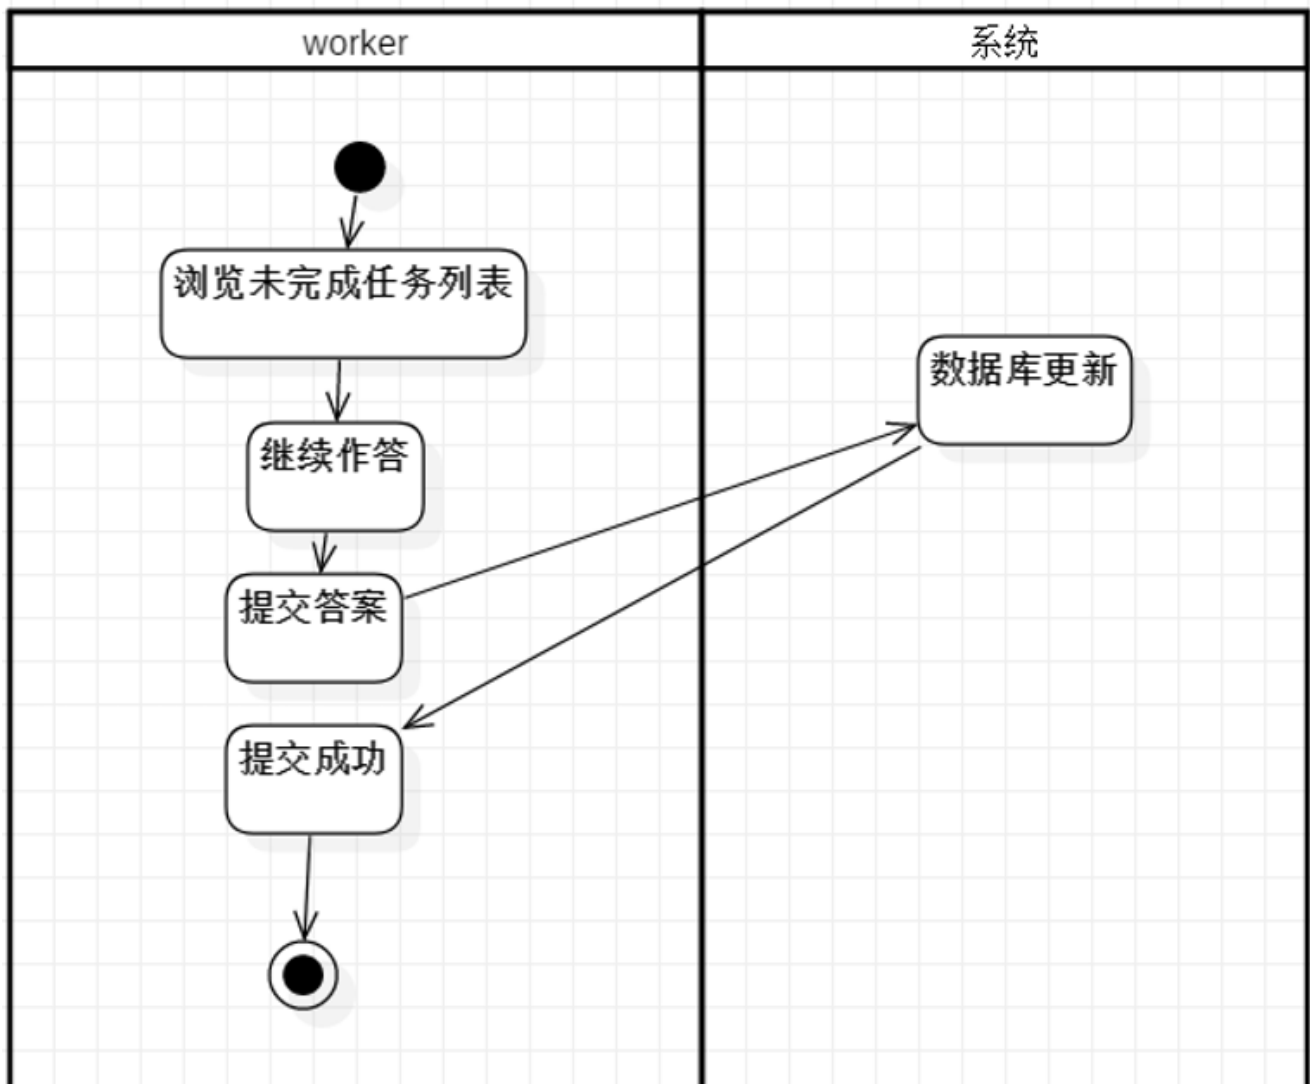 worker
系统
浏览未完成任务列表
数据库更新
继续作答
提交答案
提交成功